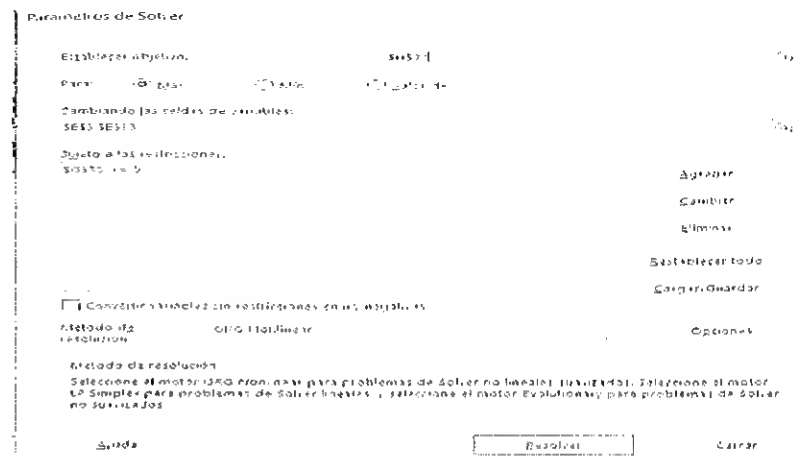 Parámetros de Solver
Establecer objetivo:
Para:
Cambiando las celdas de variables:
Sujeto a las restricciones:
Agregar
Cambiar
Eliminar
Restablecer todo
Cargar/Guardar
Convertir variables sin restricciones en no negativas
Método de
resolución
GRG Nonlinear
Opciones
Método de resolución
Seleccione el motor GRG Nonlinear para problemas de Solver no lineales suavizados. Seleccione el motor
LP Simplex para problemas de Solver lineales, y seleccione el motor Evolutionary para problemas de Solver
no suavizados.
Ayuda
Resolver
Cerrar